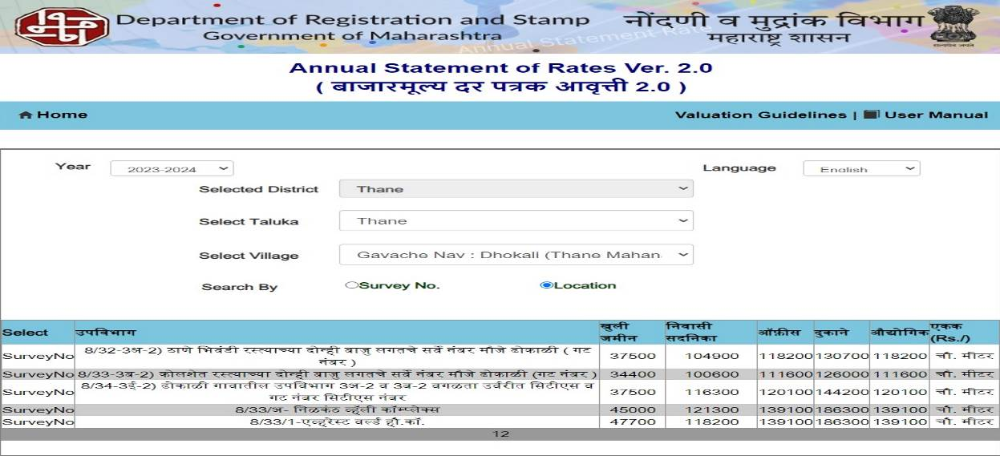 Department of Registration and Stamp
Government of Maharashtra
नोंदणी व मुद्रांक विभाग
महाराष्ट्र शासन
Annual Statement-Rate
Annual Statement of Rates Ver. 2.0
( बाजारमूल्य दर पत्रक आवृत्ती 2.0 )
Home
Valuation Guidelines | User Manual
Year 2023-2024 Language English
Selected District Thane
Select Taluka Thane
Select Village Gavache Nav : Dhokali (Thane Mahan
Search By Survey No. Location
Select उपविभाग खुली जमीन निवासी सदनिका ऑफ़ीस दुकाने औद्योगिक एकक (Rs./)
SurveyNo 8/32-3अ-2) ठाणे भिवंडी रस्त्याच्या दोन्ही बाजु लगतचे सर्वे नंबर मौजे ढोकाळी ( गट नंबर ) 37500 104900 118200 130700 118200 चौ. मीटर
SurveyNo 8/33-3ब-2) कोलशेत रस्त्याच्या दोन्ही बाजु लगतचे सर्वे नंबर मौजे ढोकाळी (गट नंबर ) 34400 100600 111600 126000 111600 चौ. मीटर
SurveyNo 8/34-3ई-2) ढोकाळी गावातील उपविभाग 3अ-2 व 3ब-2 वगळता उर्वरीत सिटीएस व गट नंबर सिटीएस नंबर 37500 116300 120100 144200 120100 चौ. मीटर
SurveyNo 8/33/अ- निळकंठ व्हॅली कॉम्प्लेक्स 45000 121300 139100 186300 139100 चौ. मीटर
SurveyNo 8/33/1-एव्हरेस्ट वर्ल्ड हौ.कॉ. 47700 118200 139100 186300 139100 चौ. मीटर
12